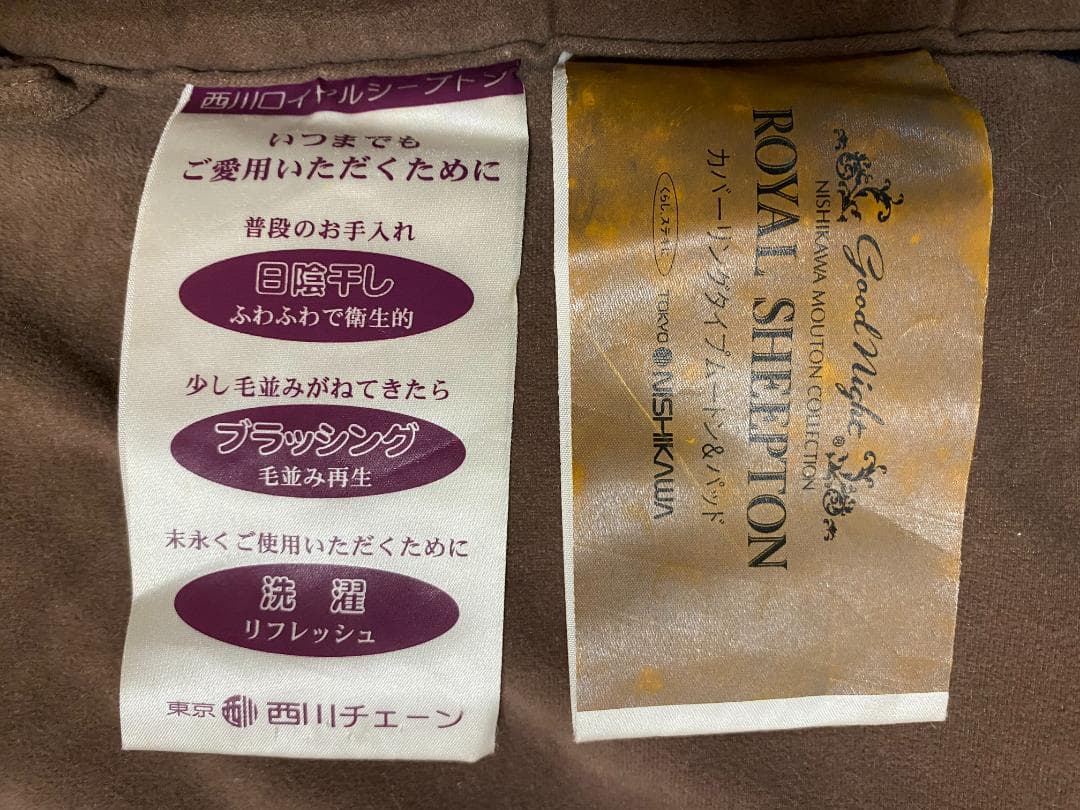 西川ロイヤルシープトン
いつまでも
ご愛用いただくために
普段のお手入れ
日陰干し
ふわふわで衛生的
少し毛並みがねてきたら
ブラッシング
毛並み再生
末永くご使用いただくために
洗濯
リフレッシュ
東京 西川 西川チェーン
Good Night®
NISHIKAWA MOUTON COLLECTION
ROYAL SHEEPTON
カバーリングタイプムートン&パッド
くらし、ステキに
TOKYO NISHIKAWA